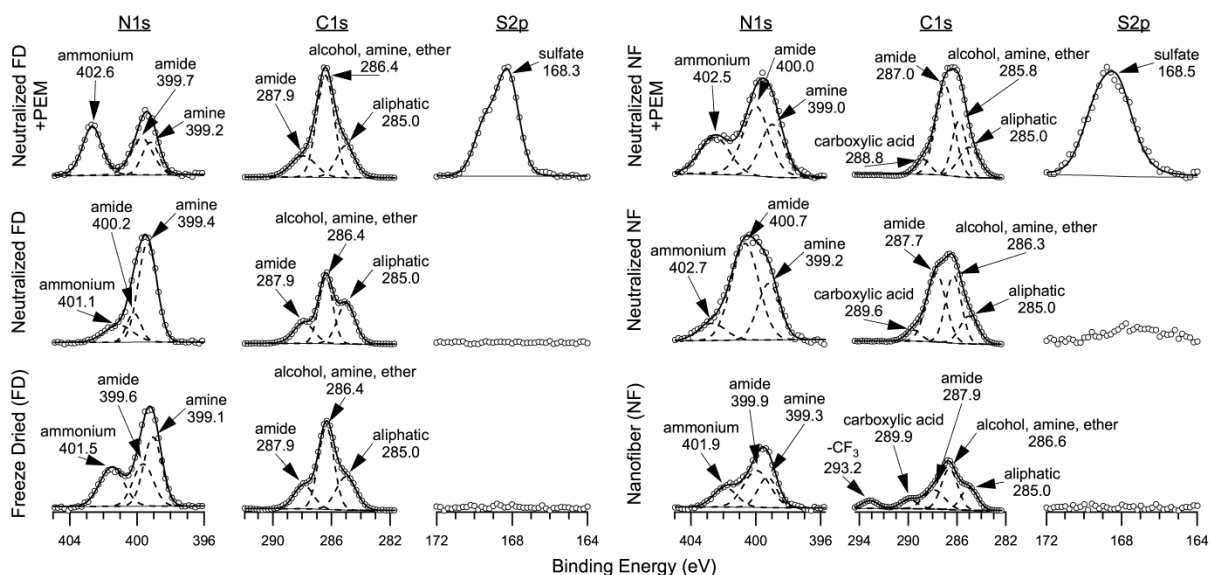 N1s C1s S2p N1s C1s S2p
Neutralized FD
+PEM
ammonium
402.6
amide
399.7
amine
399.2
alcohol, amine, ether
286.4
amide
287.9
aliphatic
285.0
sulfate
168.3
Neutralized NF
+PEM
ammonium
402.5
amide
400.0
amine
399.0
amide
287.0
alcohol, amine, ether
285.8
carboxylic acid
288.8
aliphatic
285.0
sulfate
168.5
Neutralized FD
amide
400.2
amine
399.4
ammonium
401.1
alcohol, amine, ether
286.4
amide
287.9
aliphatic
285.0
Neutralized NF
amide
400.7
ammonium
402.7
amine
399.2
amide
287.7
alcohol, amine, ether
286.3
carboxylic acid
289.6
aliphatic
285.0
Freeze Dried (FD)
amide
399.6
amine
399.1
ammonium
401.5
alcohol, amine, ether
286.4
amide
287.9
aliphatic
285.0
Nanofiber (NF)
amide
399.9
amine
399.3
ammonium
401.9
amide
287.9
carboxylic acid
289.9
-CF3
293.2
alcohol, amine, ether
286.6
aliphatic
285.0
404 400 396 290 286 282 172 168 164 404 400 396 294 290 286 282 172 168 164
Binding Energy (eV)